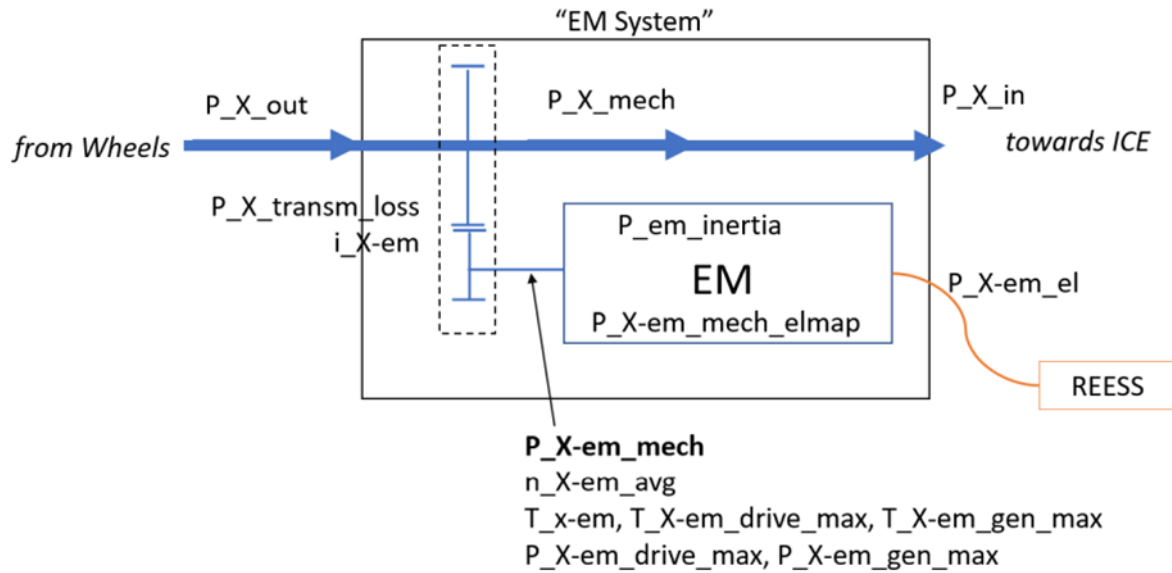 “EM System”
P_X_out
P_X_mech
P_X_in
from Wheels
towards ICE
P_X_transm_loss
i_X-em
P_em_inertia
EM
P_X-em_mech_elmap
P_X-em_el
REESS
P_X-em_mech
n_X-em_avg
T_x-em, T_X-em_drive_max, T_X-em_gen_max
P_X-em_drive_max, P_X-em_gen_max